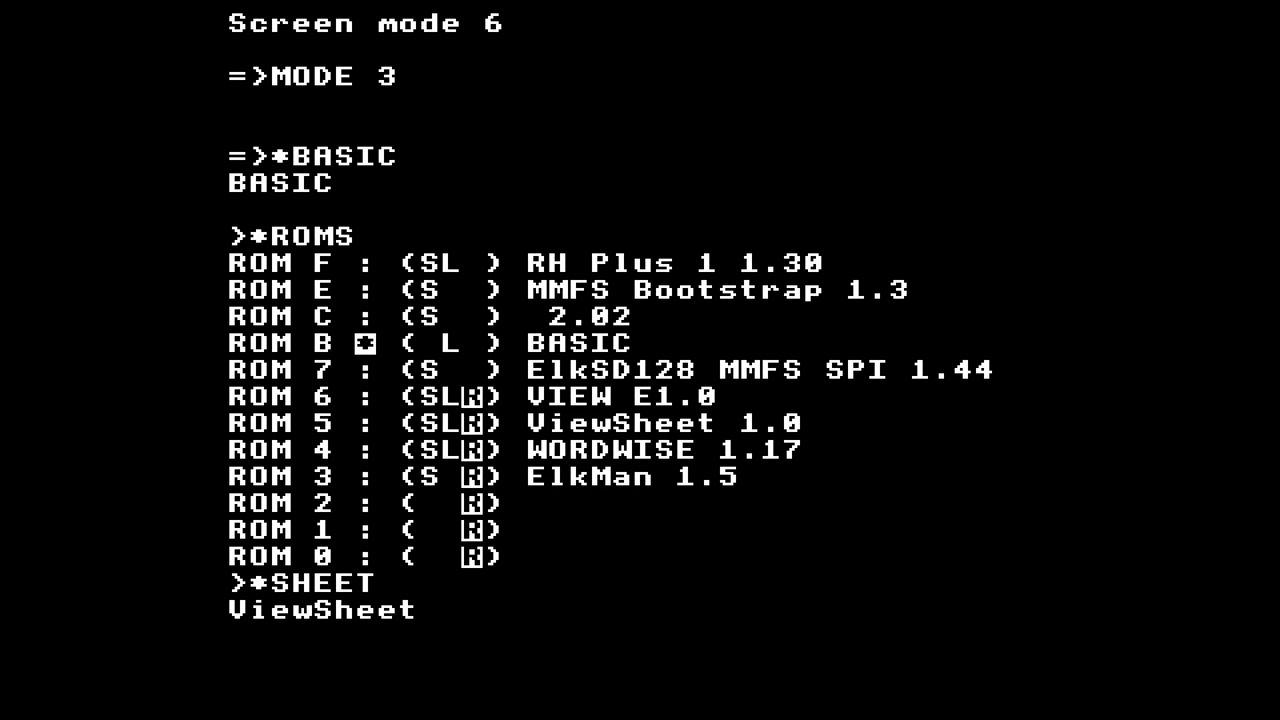 Screen mode 6
=>MODE 3
=>*BASIC
BASIC
>*ROMS
ROM F : (SL ) RH Plus 1 1.30
ROM E : (S  ) MMFS Bootstrap 1.3
ROM C : (S  )  2.02
ROM B * ( L ) BASIC
ROM 7 : (S  ) ElkSD128 MMFS SPI 1.44
ROM 6 : (SLR) VIEW E1.0
ROM 5 : (SLR) ViewSheet 1.0
ROM 4 : (SLR) WORDWISE 1.17
ROM 3 : (S R) ElkMan 1.5
ROM 2 : (  R)
ROM 1 : (  R)
ROM 0 : (  R)
>*SHEET
ViewSheet